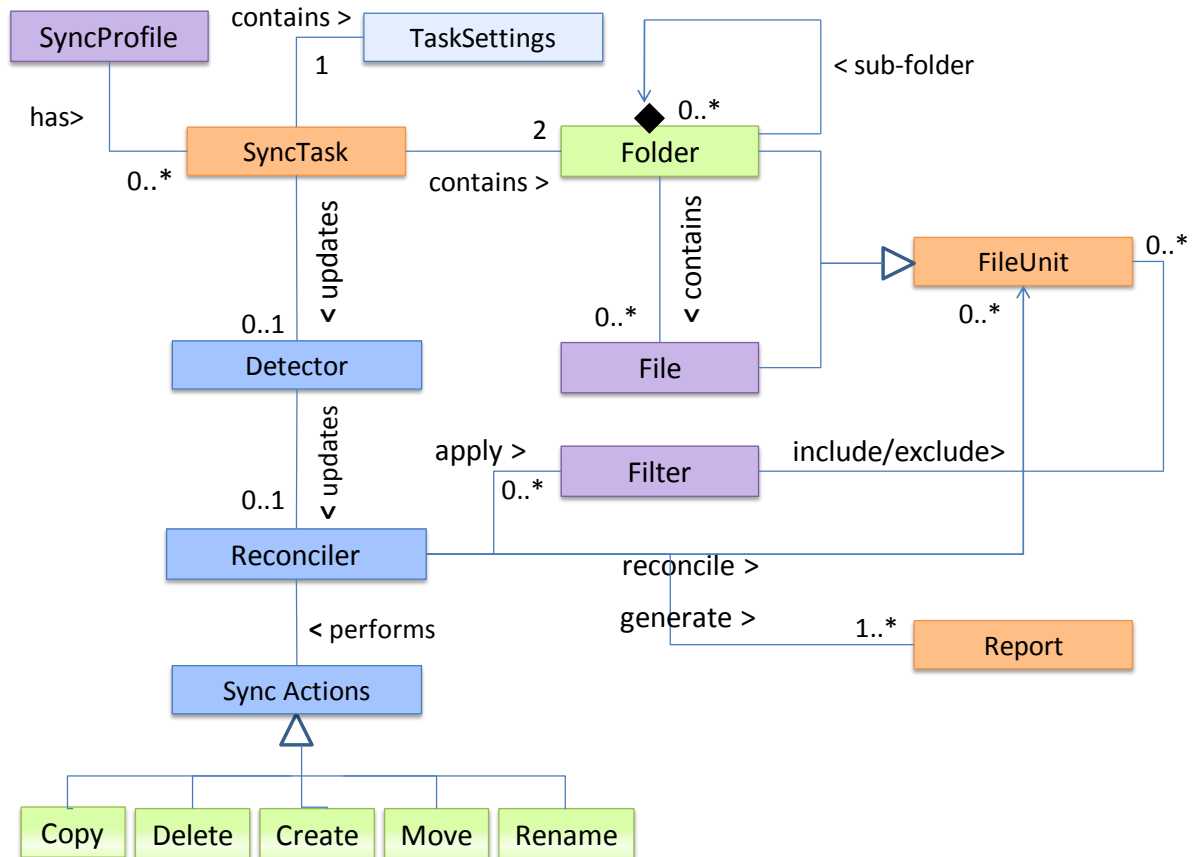 contains >
SyncProfile
TaskSettings
1
< sub-folder
has>
0..*
2
SyncTask
Folder
0..*
contains >
< updates
< contains
0..*
FileUnit
0..1
0..*
0..*
Detector
File
< updates
apply >
include/exclude>
Filter
0..*
0..1
Reconciler
reconcile >
generate >
< performs
1..*
Report
Sync Actions
Copy
Delete
Create
Move
Rename